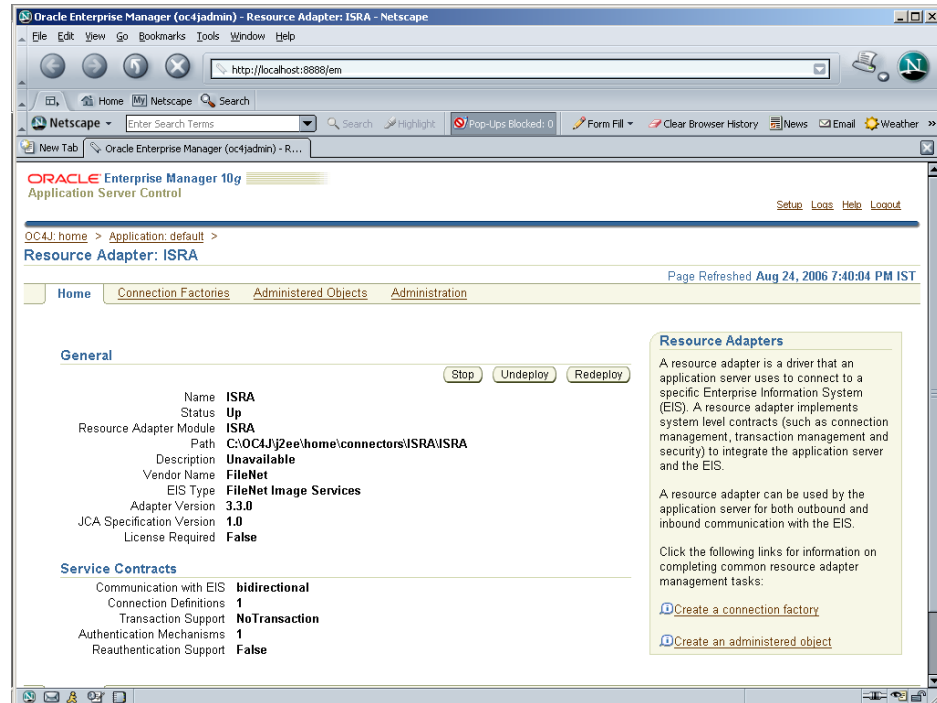 Oracle Enterprise Manager (oc4jadmin) - Resource Adapter: ISRA - Netscape
File Edit View Go Bookmarks Tools Window Help
http://localhost:8888/em
Home My Netscape Search
Netscape Enter Search Terms Search Highlight Pop-Ups Blocked: 0 Form Fill Clear Browser History News Email Weather »
New Tab Oracle Enterprise Manager (oc4jadmin) - R...
ORACLE Enterprise Manager 10g
Application Server Control
Setup Logs Help Logout
OC4J: home > Application: default >
Resource Adapter: ISRA
Page Refreshed Aug 24, 2006 7:40:04 PM IST
Home Connection Factories Administered Objects Administration
General
Stop Undeploy Redeploy
Name ISRA
Status Up
Resource Adapter Module ISRA
Path C:\OC4J\j2ee\home\connectors\ISRA\ISRA
Description Unavailable
Vendor Name FileNet
EIS Type FileNet Image Services
Adapter Version 3.3.0
JCA Specification Version 1.0
License Required False
Service Contracts
Communication with EIS bidirectional
Connection Definitions 1
Transaction Support NoTransaction
Authentication Mechanisms 1
Reauthentication Support False
Resource Adapters
A resource adapter is a driver that an
application server uses to connect to a
specific Enterprise Information System
(EIS). A resource adapter implements
system level contracts (such as connection
management, transaction management and
security) to integrate the application server
and the EIS.
A resource adapter can be used by the
application server for both outbound and
inbound communication with the EIS.
Click the following links for information on
completing common resource adapter
management tasks:
Create a connection factory
Create an administered object